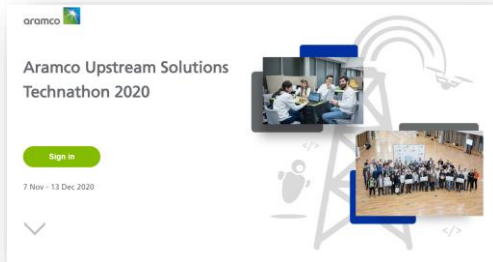 aramco
Aramco Upstream Solutions
Technathon 2020
Sign in
7 Nov - 13 Dec 2020
</>
</>